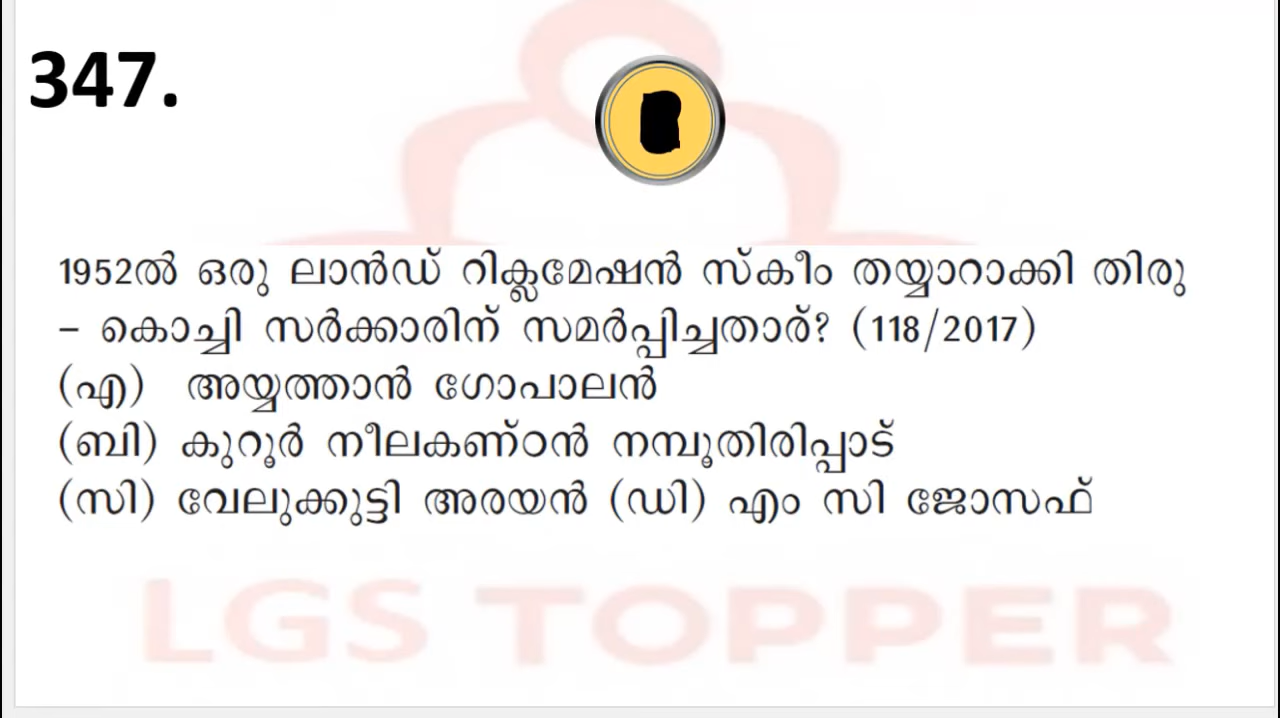 347.
1952ൽ ഒരു ലാൻഡ് റിക്ലമേഷൻ സ്കീം തയ്യാറാക്കി തിരു
– കൊച്ചി സർക്കാരിന് സമർപ്പിച്ചതാര്? (118/2017)
(എ) അയ്യത്താൻ ഗോപാലൻ
(ബി) കുറൂർ നീലകണ്ഠൻ നമ്പൂതിരിപ്പാട്
(സി) വേലുക്കുട്ടി അരയൻ (ഡി) എം സി ജോസഫ്
LGS TOPPER